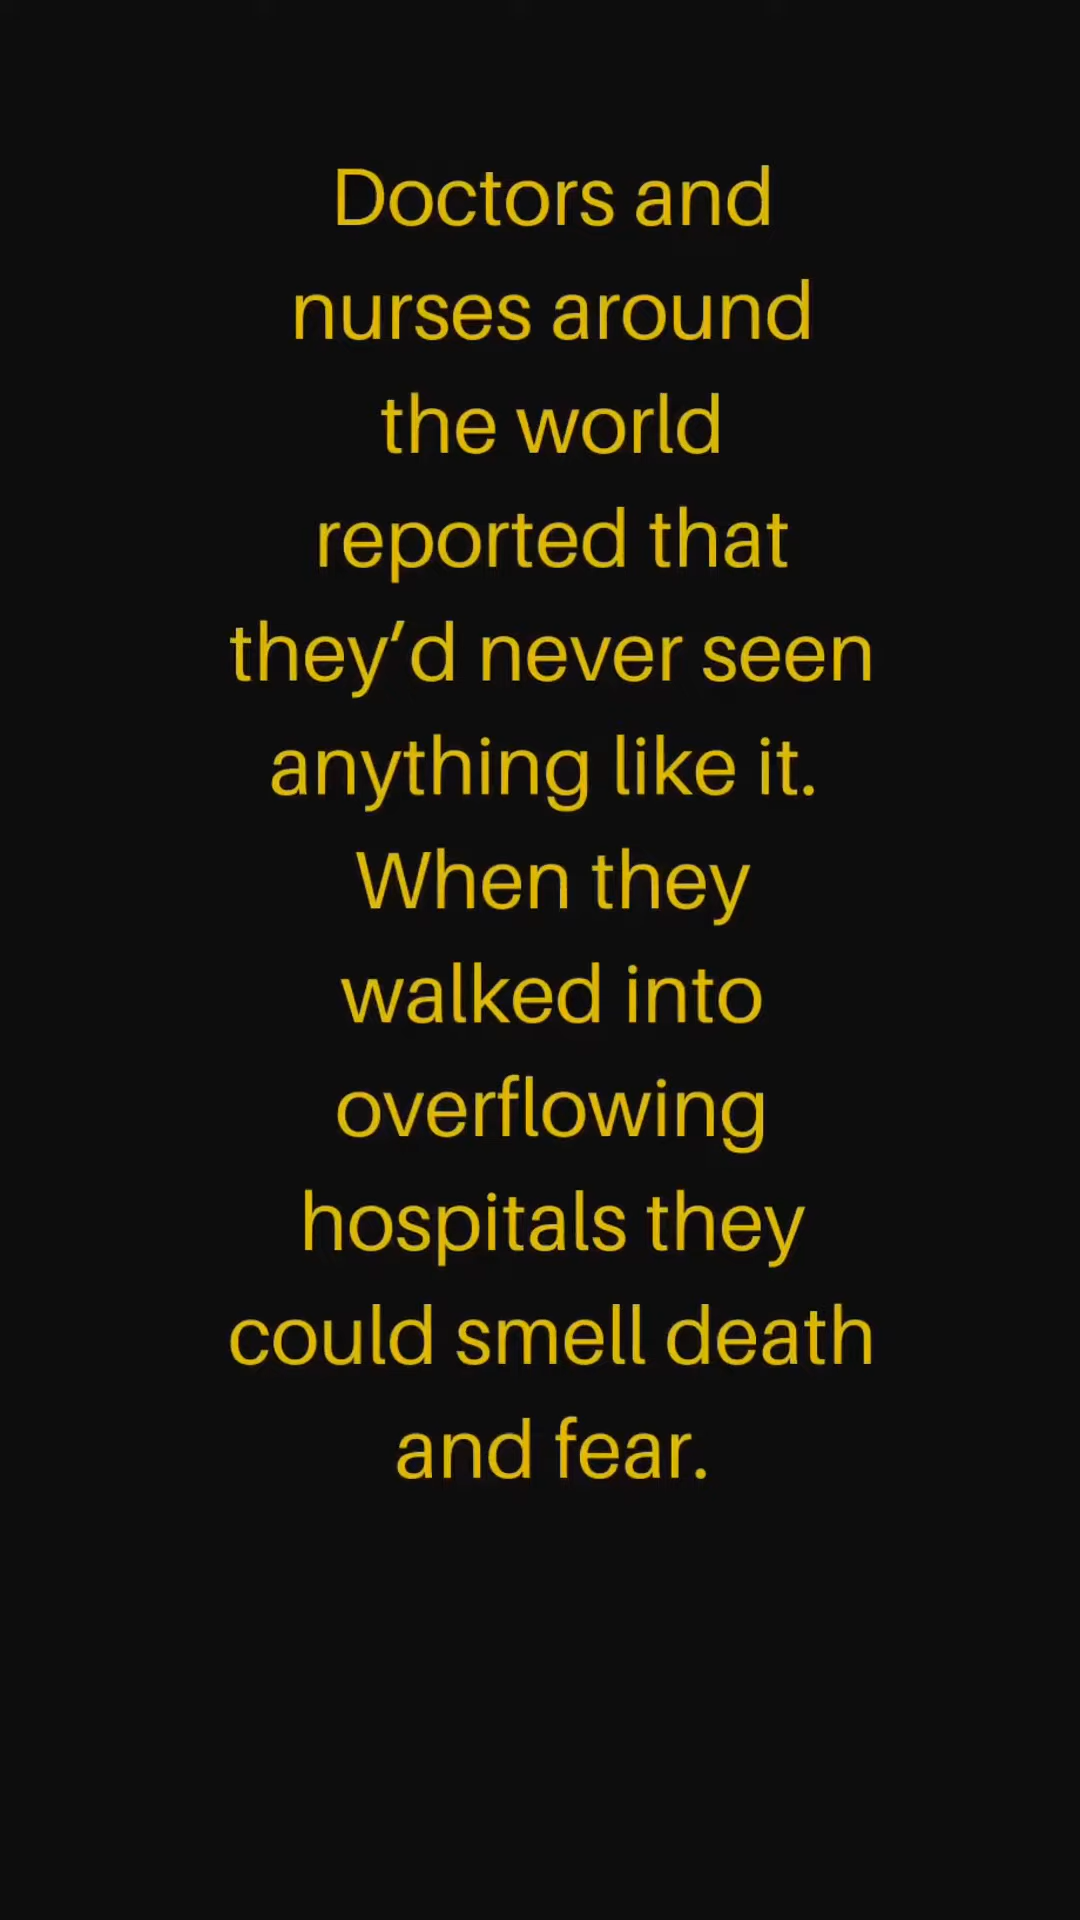 Doctors and
nurses around
the world
reported that
they’d never seen
anything like it.
When they
walked into
overflowing
hospitals they
could smell death
and fear.